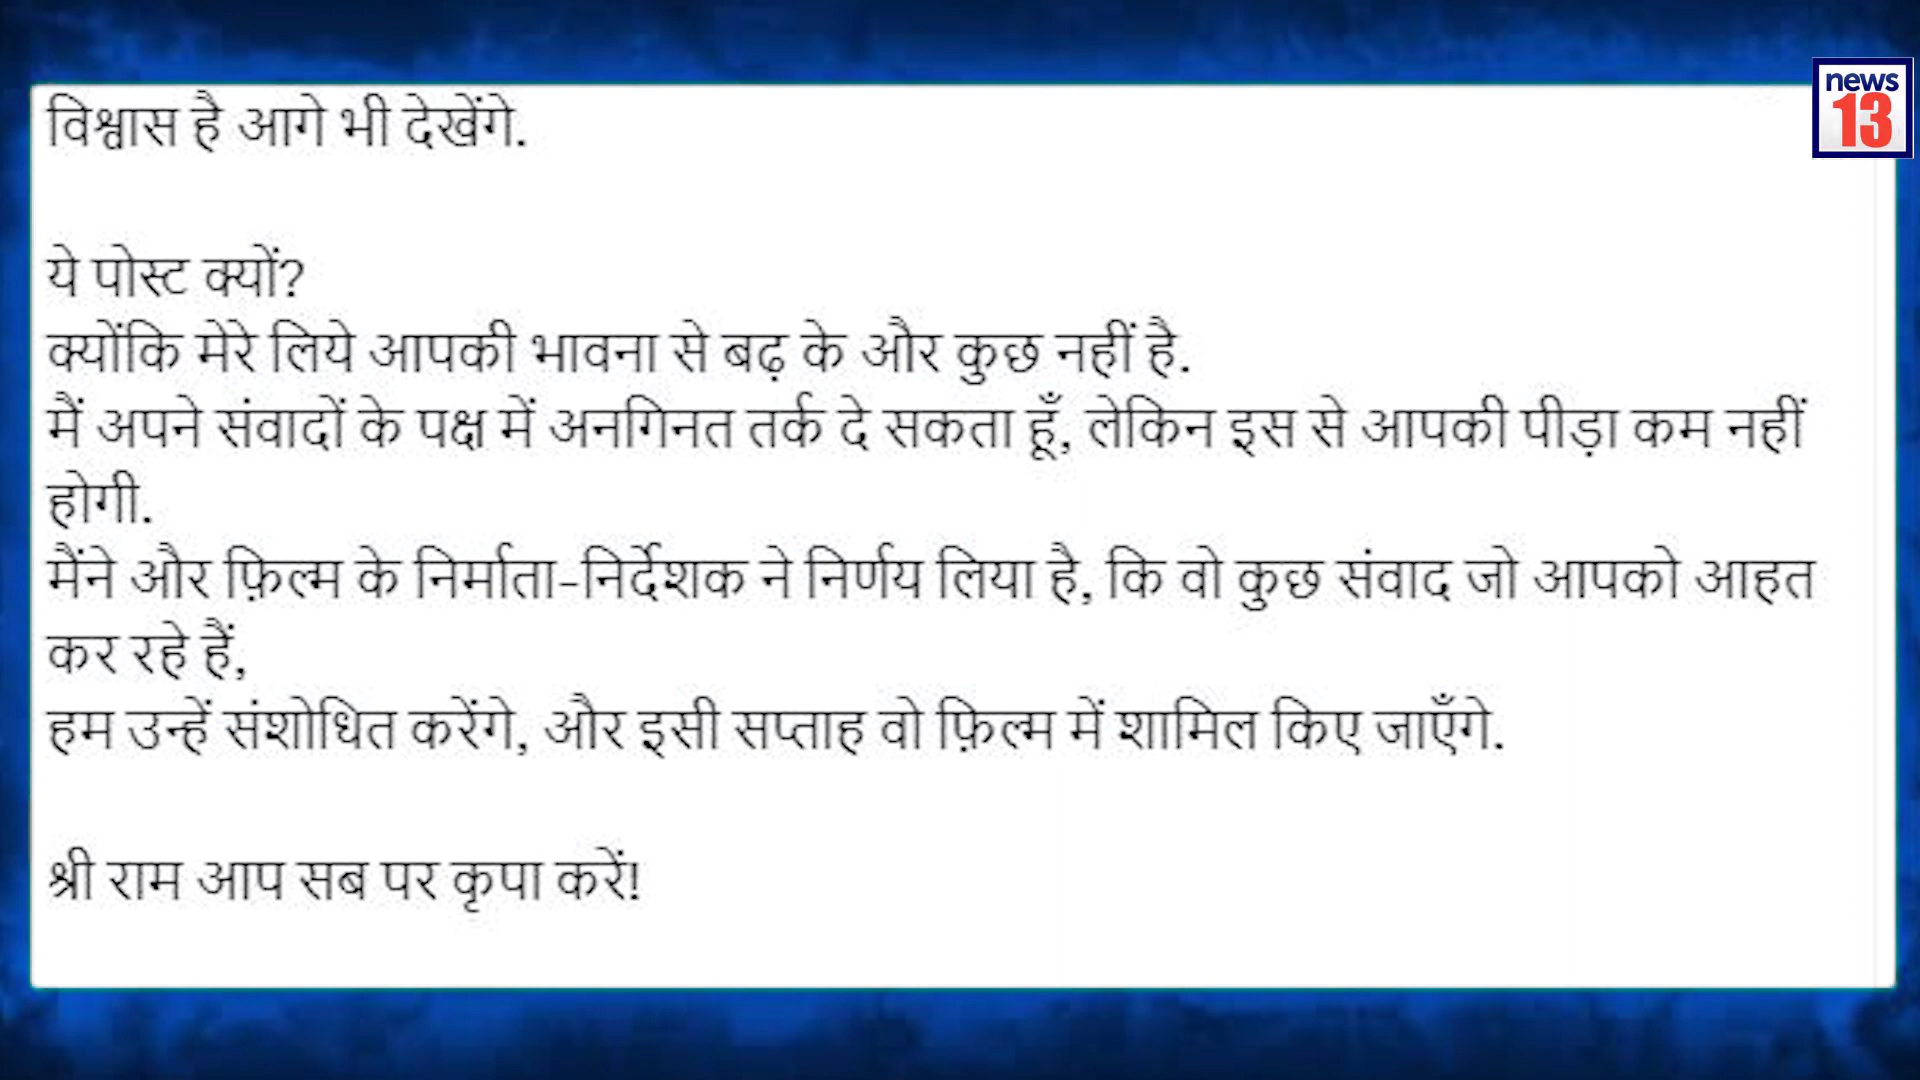 news
13
विश्वास है आगे भी देखेंगे.
ये पोस्ट क्यों?
क्योंकि मेरे लिये आपकी भावना से बढ़ के और कुछ नहीं है.
मैं अपने संवादों के पक्ष में अनगिनत तर्क दे सकता हूँ, लेकिन इस से आपकी पीड़ा कम नहीं
होगी.
मैंने और फ़िल्म के निर्माता-निर्देशक ने निर्णय लिया है, कि वो कुछ संवाद जो आपको आहत
कर रहे हैं,
हम उन्हें संशोधित करेंगे, और इसी सप्ताह वो फ़िल्म में शामिल किए जाएँगे.
श्री राम आप सब पर कृपा करें!